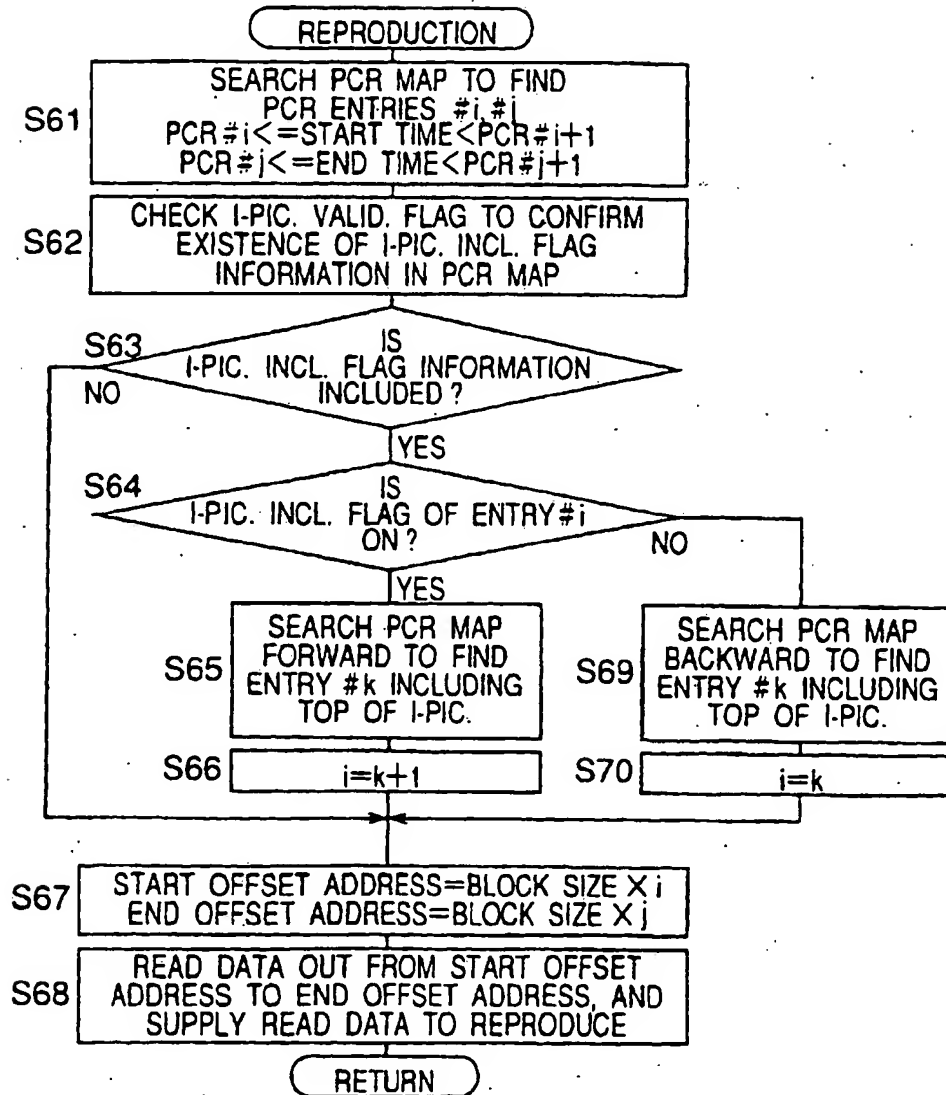 REPRODUCTION
S61
SEARCH PCR MAP TO FIND
PCR ENTRIES #i, #j
PCR#i<=START TIME<PCR#i+1
PCR#j<=END TIME<PCR#j+1
S62
CHECK I-PIC. VALID. FLAG TO CONFIRM
EXISTENCE OF I-PIC. INCL. FLAG
INFORMATION IN PCR MAP
S63
IS
I-PIC. INCL. FLAG INFORMATION
INCLUDED ?
NO
YES
S64
IS
I-PIC. INCL. FLAG OF ENTRY#i
ON ?
NO
YES
S65
SEARCH PCR MAP
FORWARD TO FIND
ENTRY #k INCLUDING
TOP OF I-PIC.
S66
i=k+1
S69
SEARCH PCR MAP
BACKWARD TO FIND
ENTRY #k INCLUDING
TOP OF I-PIC.
S70
i=k
S67
START OFFSET ADDRESS=BLOCK SIZE X i
END OFFSET ADDRESS=BLOCK SIZE X j
S68
READ DATA OUT FROM START OFFSET
ADDRESS TO END OFFSET ADDRESS, AND
SUPPLY READ DATA TO REPRODUCE
RETURN